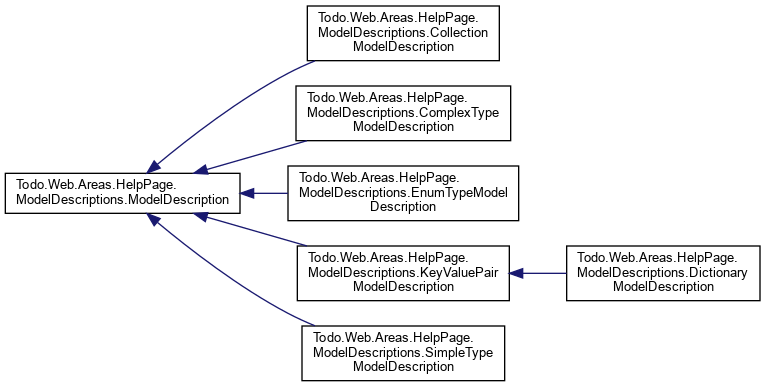 Todo.Web.Areas.HelpPage.
ModelDescriptions.Collection
ModelDescription
Todo.Web.Areas.HelpPage.
ModelDescriptions.ComplexType
ModelDescription
Todo.Web.Areas.HelpPage.
ModelDescriptions.ModelDescription
Todo.Web.Areas.HelpPage.
ModelDescriptions.EnumTypeModel
Description
Todo.Web.Areas.HelpPage.
ModelDescriptions.KeyValuePair
ModelDescription
Todo.Web.Areas.HelpPage.
ModelDescriptions.Dictionary
ModelDescription
Todo.Web.Areas.HelpPage.
ModelDescriptions.SimpleType
ModelDescription